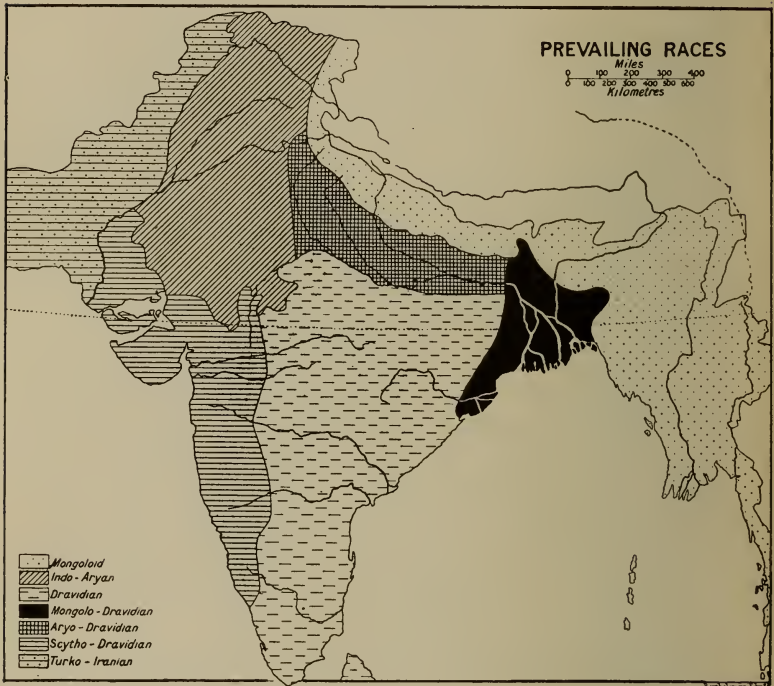 PREVAILING RACES
Miles
0 100 200 300 400
0 100 200 300 400 500 600
Kilometres
Mongoloid
Indo-Aryan
Dravidian
Mongolo-Dravidian
Aryo-Dravidian
Scytho-Dravidian
Turko-Iranian